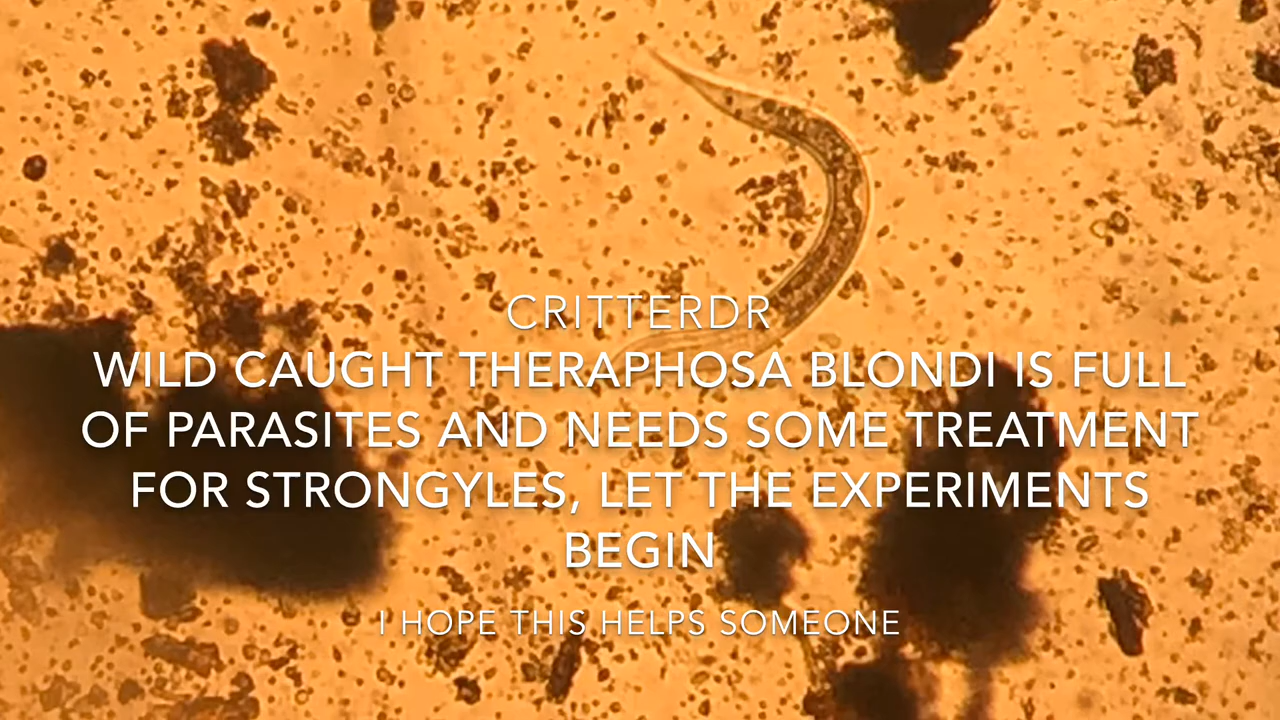 CRITTERDR
WILD CAUGHT THERAPHOSA BLONDI IS FULL
OF PARASITES AND NEEDS SOME TREATMENT
FOR STRONGYLES, LET THE EXPERIMENTS
BEGIN
I HOPE THIS HELPS SOMEONE